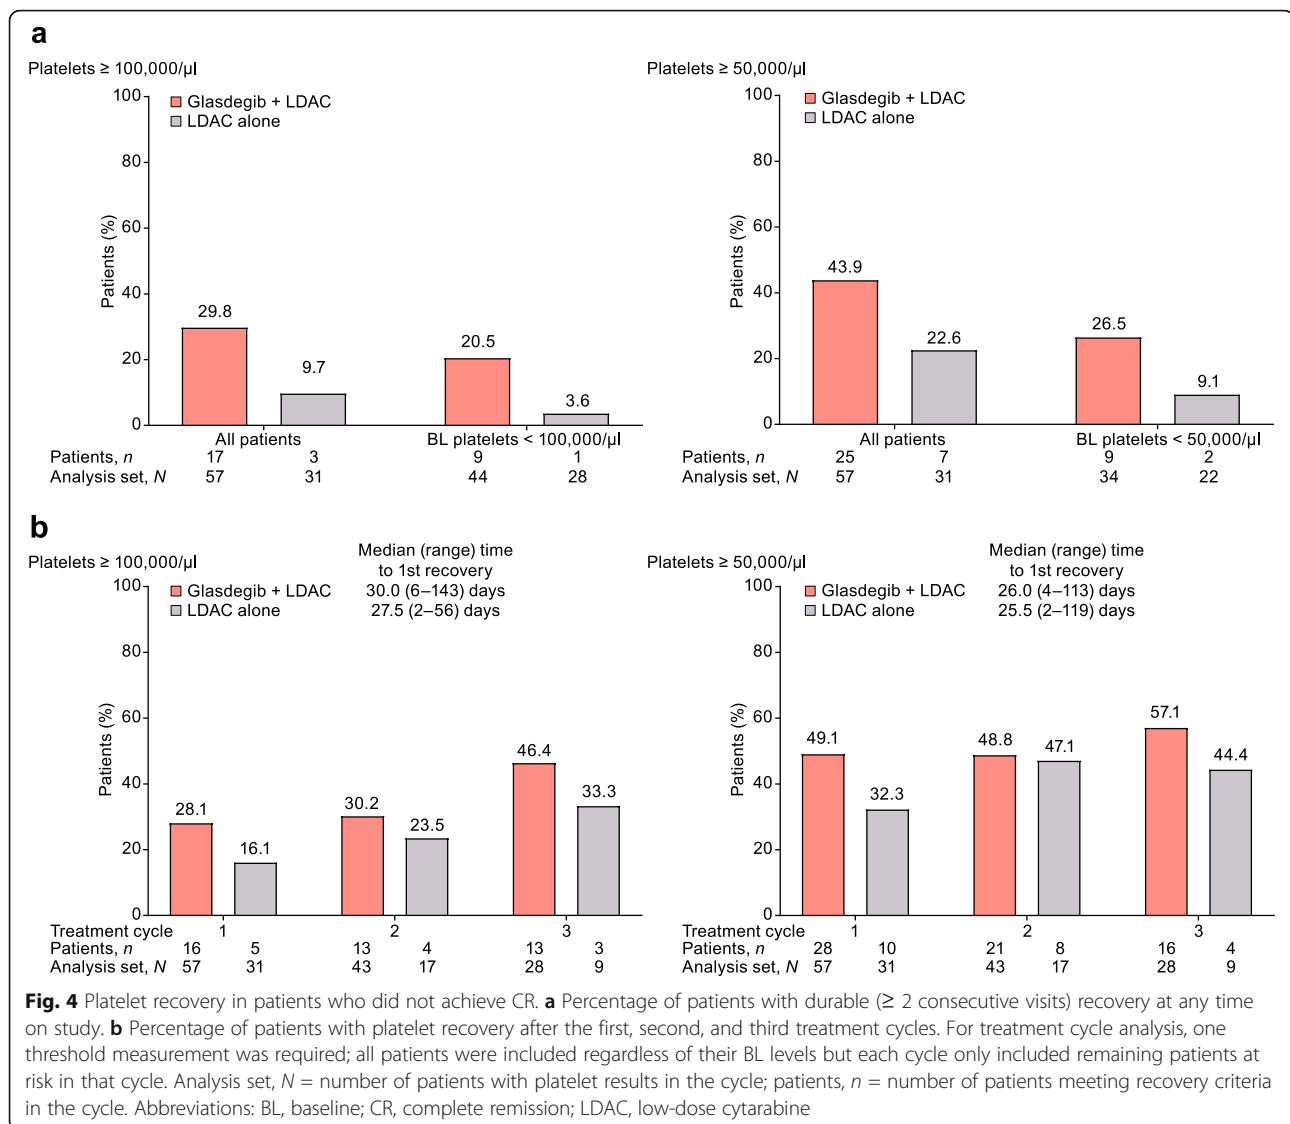 a
Platelets ≥ 100,000/µl
Glasdegib + LDAC
LDAC alone
Patients (%)
100
80
60
40
20
0
29.8
9.7
20.5
3.6
All patients
BL platelets < 100,000/µl
Patients, n 17 3 9 1
Analysis set, N 57 31 44 28
Platelets ≥ 50,000/µl
Glasdegib + LDAC
LDAC alone
Patients (%)
100
80
60
40
20
0
43.9
22.6
26.5
9.1
All patients
BL platelets < 50,000/µl
Patients, n 25 7 9 2
Analysis set, N 57 31 34 22
b
Platelets ≥ 100,000/µl
Median (range) time
to 1st recovery
Glasdegib + LDAC 30.0 (6–143) days
LDAC alone 27.5 (2–56) days
Patients (%)
100
80
60
40
20
0
28.1
16.1
30.2
23.5
46.4
33.3
Treatment cycle 1 2 3
Patients, n 16 5 13 4 13 3
Analysis set, N 57 31 43 17 28 9
Platelets ≥ 50,000/µl
Median (range) time
to 1st recovery
Glasdegib + LDAC 26.0 (4–113) days
LDAC alone 25.5 (2–119) days
Patients (%)
100
80
60
40
20
0
49.1
32.3
48.8
47.1
57.1
44.4
Treatment cycle 1 2 3
Patients, n 28 10 21 8 16 4
Analysis set, N 57 31 43 17 28 9
Fig. 4 Platelet recovery in patients who did not achieve CR. a Percentage of patients with durable (≥ 2 consecutive visits) recovery at any time
on study. b Percentage of patients with platelet recovery after the first, second, and third treatment cycles. For treatment cycle analysis, one
threshold measurement was required; all patients were included regardless of their BL levels but each cycle only included remaining patients at
risk in that cycle. Analysis set, N = number of patients with platelet results in the cycle; patients, n = number of patients meeting recovery criteria
in the cycle. Abbreviations: BL, baseline; CR, complete remission; LDAC, low-dose cytarabine